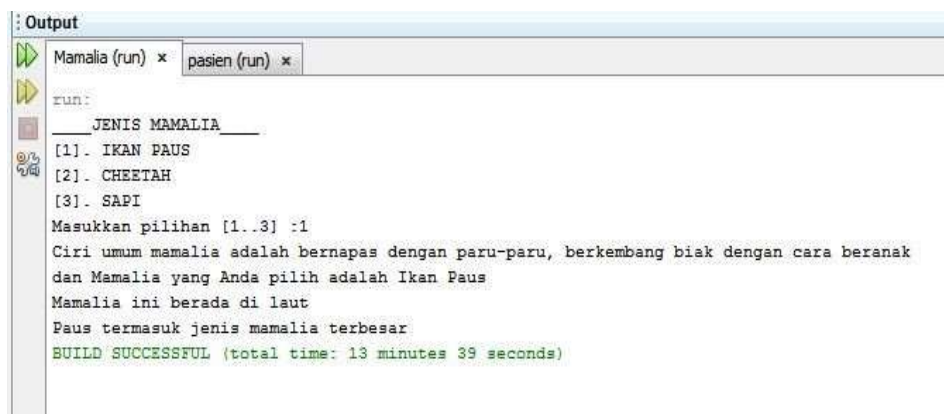 Output
Mamalia (run) x pasien (run) x
run:
____JENIS MAMALIA____
[1]. IKAN PAUS
[2]. CHEETAH
[3]. SAPI
Masukkan pilihan [1..3] :1
Ciri umum mamalia adalah bernapas dengan paru-paru, berkembang biak dengan cara beranak
dan Mamalia yang Anda pilih adalah Ikan Paus
Mamalia ini berada di laut
Paus termasuk jenis mamalia terbesar
BUILD SUCCESSFUL (total time: 13 minutes 39 seconds)